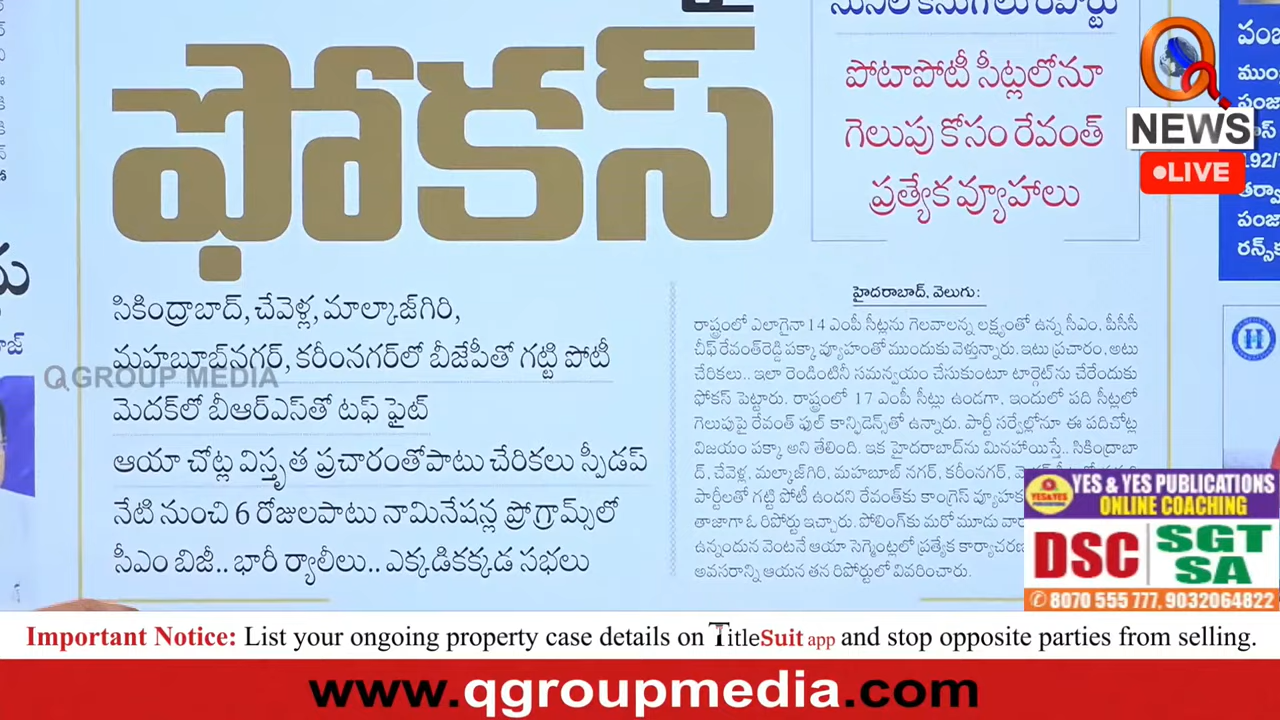 ఫోకస్
సునీల్ కనుగోలు రిపోర్టు
పోటాపోటీ సీట్లలోనూ
గెలుపు కోసం రేవంత్
ప్రత్యేక వ్యూహాలు
సికింద్రాబాద్, చేవెళ్ల, మాల్కాజ్‌గిరి,
మహబూబ్‌నగర్, కరీంనగర్‌లో బీజేపీతో గట్టి పోటీ
మెదక్‌లో బీఆర్ఎస్‌తో టఫ్ ఫైట్
ఆయా చోట్ల విస్తృత ప్రచారంతోపాటు చేరికలు స్పీడప్
నేటి నుంచి 6 రోజులపాటు నామినేషన్ల ప్రోగ్రామ్స్‌లో
సీఎం బిజీ.. భారీ ర్యాలీలు.. ఎక్కడికక్కడ సభలు
హైదరాబాద్, వెలుగు:
రాష్ట్రంలో ఎలాగైనా 14 ఎంపీ సీట్లను గెలవాలన్న లక్ష్యంతో ఉన్న సీఎం, పీసీసీ
చీఫ్ రేవంత్‌రెడ్డి పక్కా వ్యూహంతో ముందుకు వెళ్తున్నారు. ఇటు ప్రచారం, అటు
చేరికలు.. ఇలా రెండింటినీ సమన్వయం చేసుకుంటూ టార్గెట్‌ను చేరేందుకు
ఫోకస్ పెట్టారు. రాష్ట్రంలో 17 ఎంపీ సీట్లు ఉండగా, ఇందులో పది సీట్లలో
గెలుపుపై రేవంత్ ఫుల్ కాన్ఫిడెన్స్‌తో ఉన్నారు. పార్టీ సర్వేల్లోనూ ఈ పదిచోట్ల
విజయం పక్కా అని తేలింది. ఇక హైదరాబాద్‌ను మినహాయిస్తే.. సికింద్రాబా
ద్, చేవెళ్ల, మల్కాజ్‌గిరి, మహబూబ్ నగర్, కరీంనగర్,
పార్టీలతో గట్టి పోటీ ఉందని రేవంత్‌కు కాంగ్రెస్ వ్యూహక
తాజాగా ఓ రిపోర్టు ఇచ్చారు. పోలింగ్‌కు మరో మూడు వార
ఉన్నందున వెంటనే ఆయా సెగ్మెంట్లలో ప్రత్యేక కార్యాచరణ
అవసరాన్ని ఆయన తన రిపోర్టులో వివరించారు.
Q
NEWS
LIVE
Q GROUP MEDIA
H
YES & YES PUBLICATIONS
ONLINE COACHING
YES&YES
DSC SGT
SA
8070 555 777, 9032064822
Important Notice: List your ongoing property case details on TitleSuit app and stop opposite parties from selling.
www.qgroupmedia.com